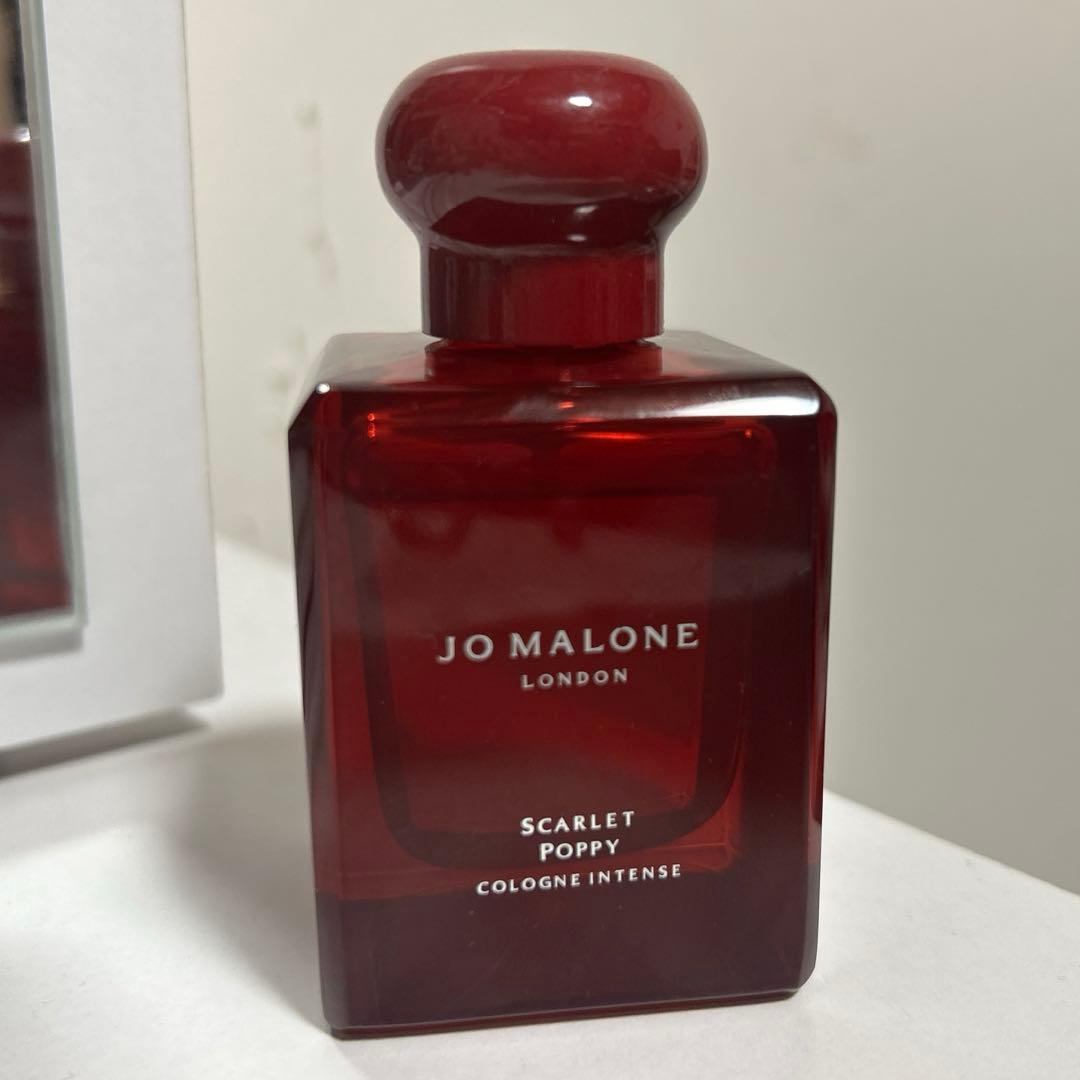 JO MALONE
LONDON
SCARLET
POPPY
COLOGNE INTENSE